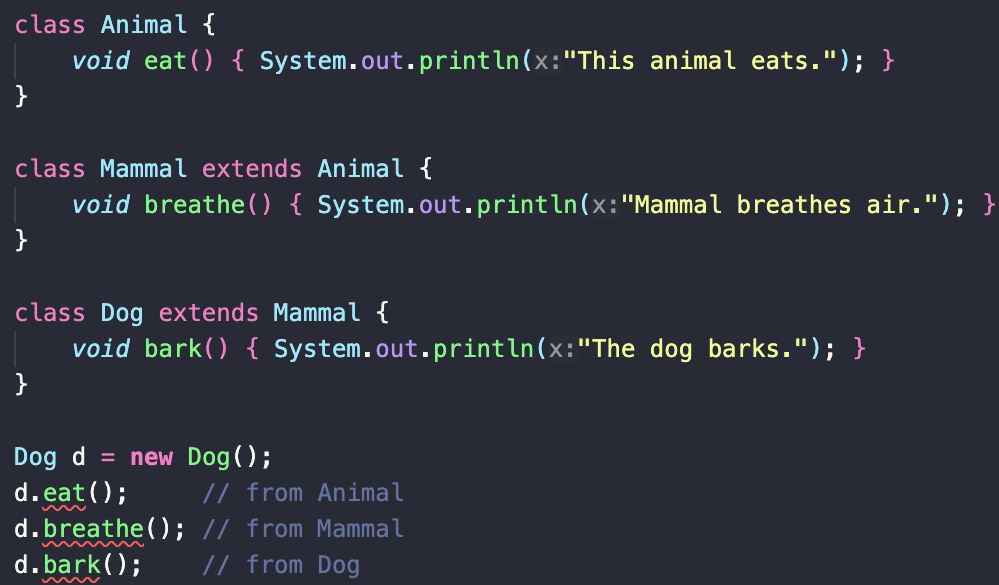 class Animal {
    void eat() { System.out.println(x:"This animal eats."); }
}

class Mammal extends Animal {
    void breathe() { System.out.println(x:"Mammal breathes air."); }
}

class Dog extends Mammal {
    void bark() { System.out.println(x:"The dog barks."); }
}

Dog d = new Dog();
d.eat();     // from Animal
d.breathe(); // from Mammal
d.bark();    // from Dog